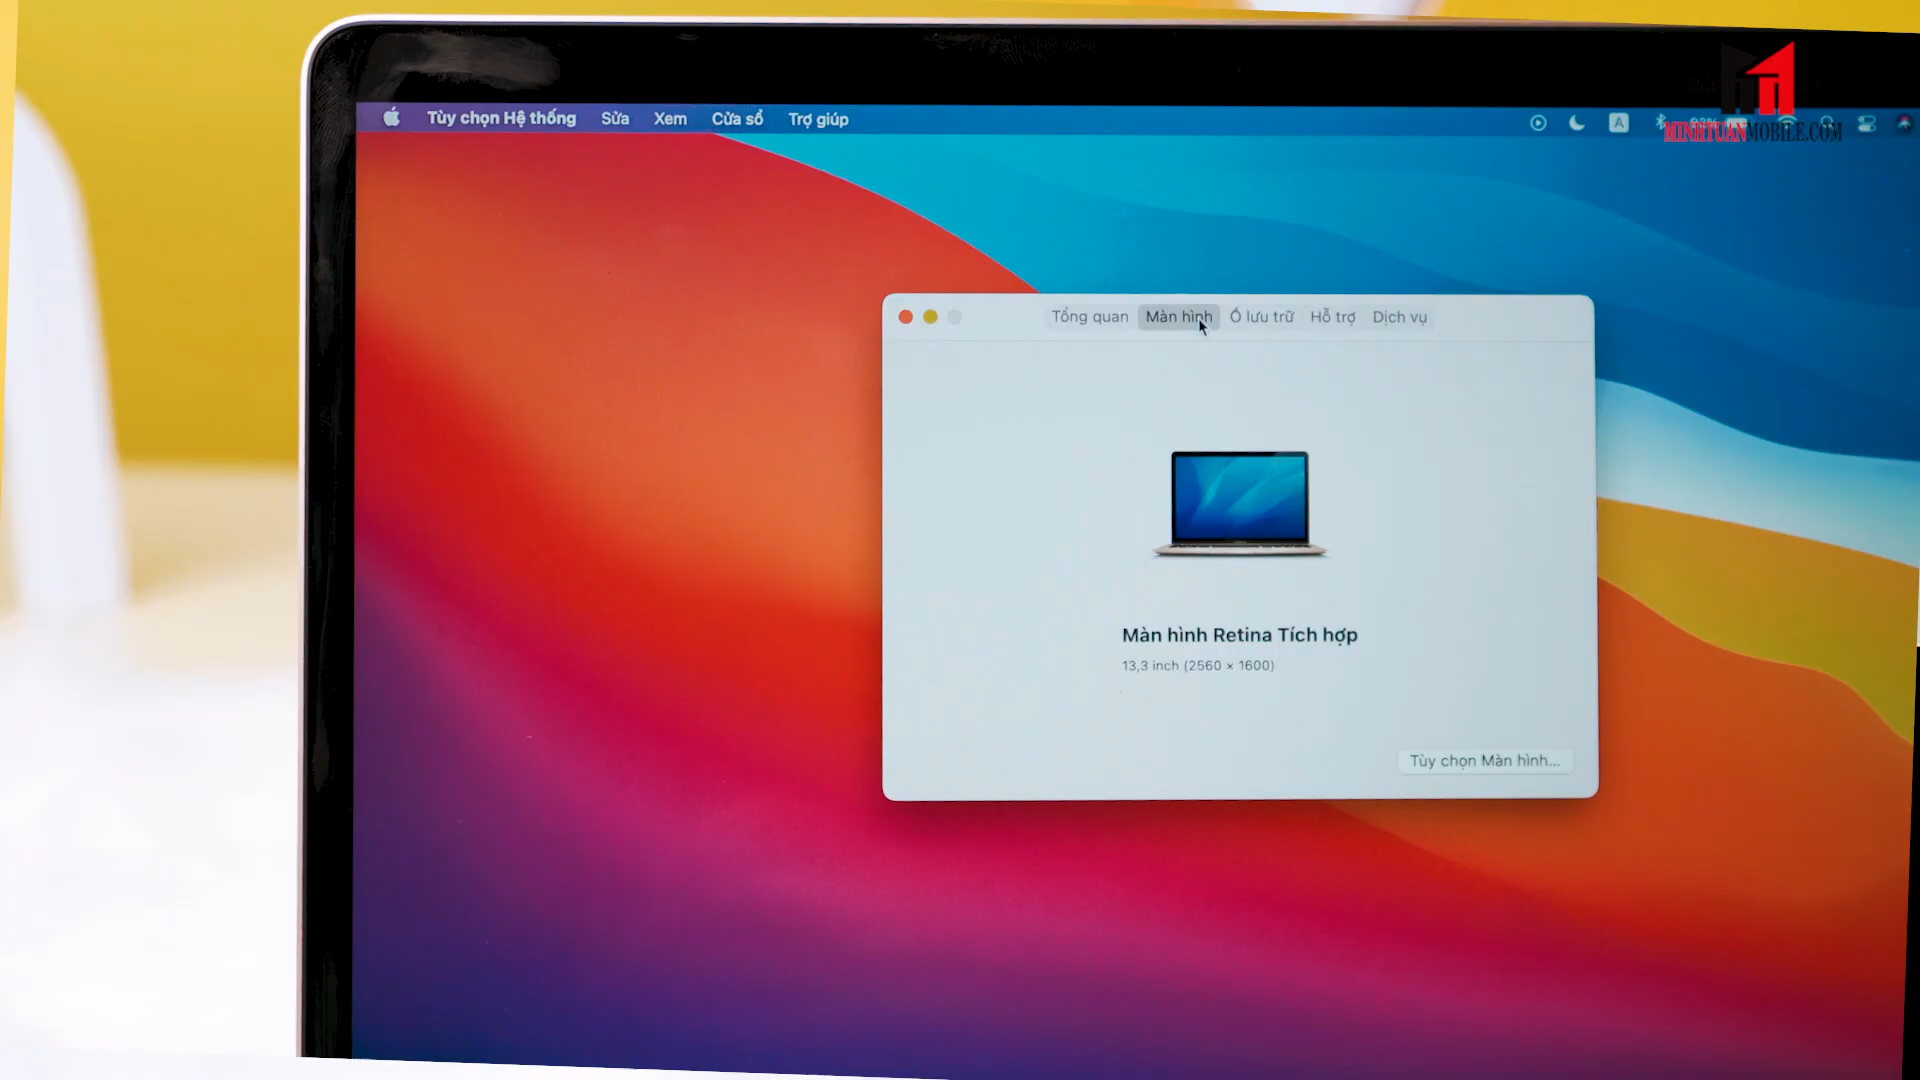 Tùy chọn Hệ thống Sửa Xem Cửa sổ Trợ giúp
A
MINHTUANMOBILE.COM
Tổng quan Màn hình Ổ lưu trữ Hỗ trợ Dịch vụ
Màn hình Retina Tích hợp
13,3 inch (2560 × 1600)
Tùy chọn Màn hình...